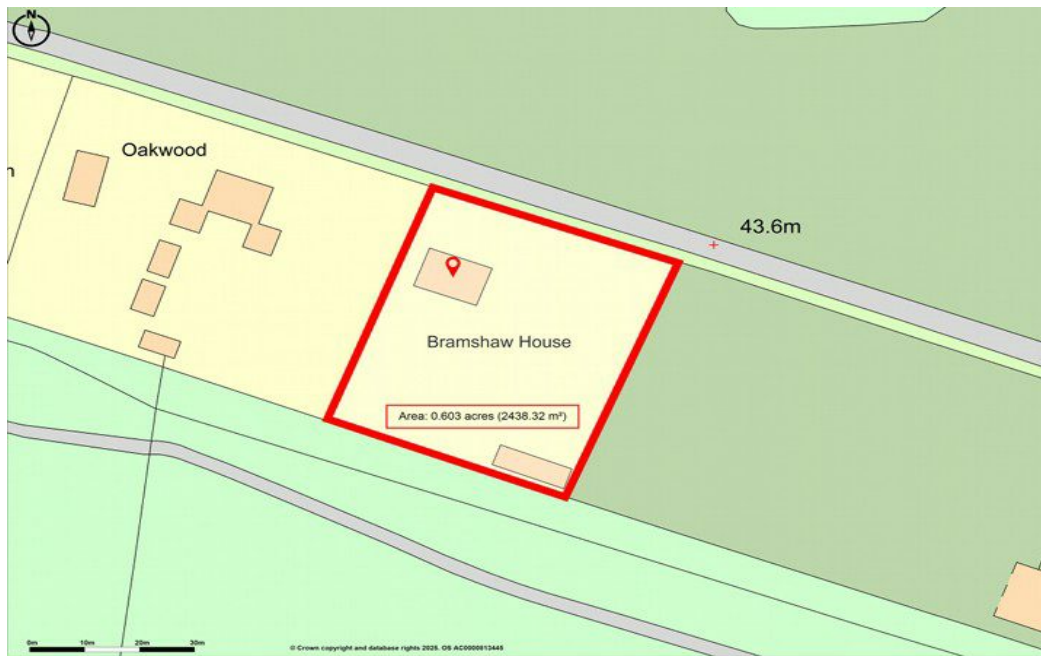 N
Oakwood
n
43.6m
Bramshaw House
Area: 0.603 acres (2438.32 m²)
0m 10m 20m 30m
© Crown copyright and database rights 2025. OS AC0000813445